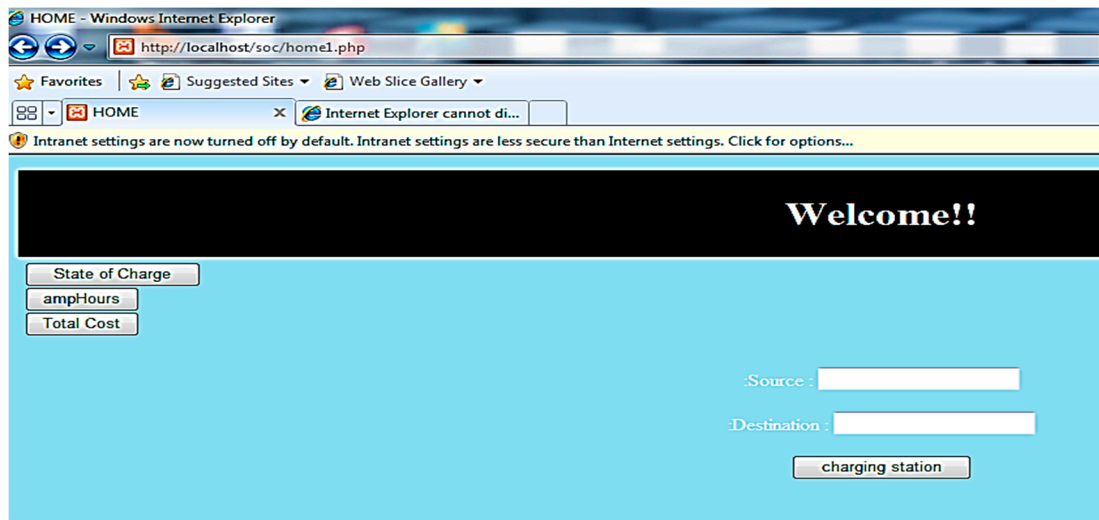 HOME - Windows Internet Explorer
http://localhost/soc/home1.php
Favorites Suggested Sites Web Slice Gallery
HOME Internet Explorer cannot di...
Intranet settings are now turned off by default. Intranet settings are less secure than Internet settings. Click for options...
Welcome!!
State of Charge
ampHours
Total Cost
:Source :
:Destination :
charging station